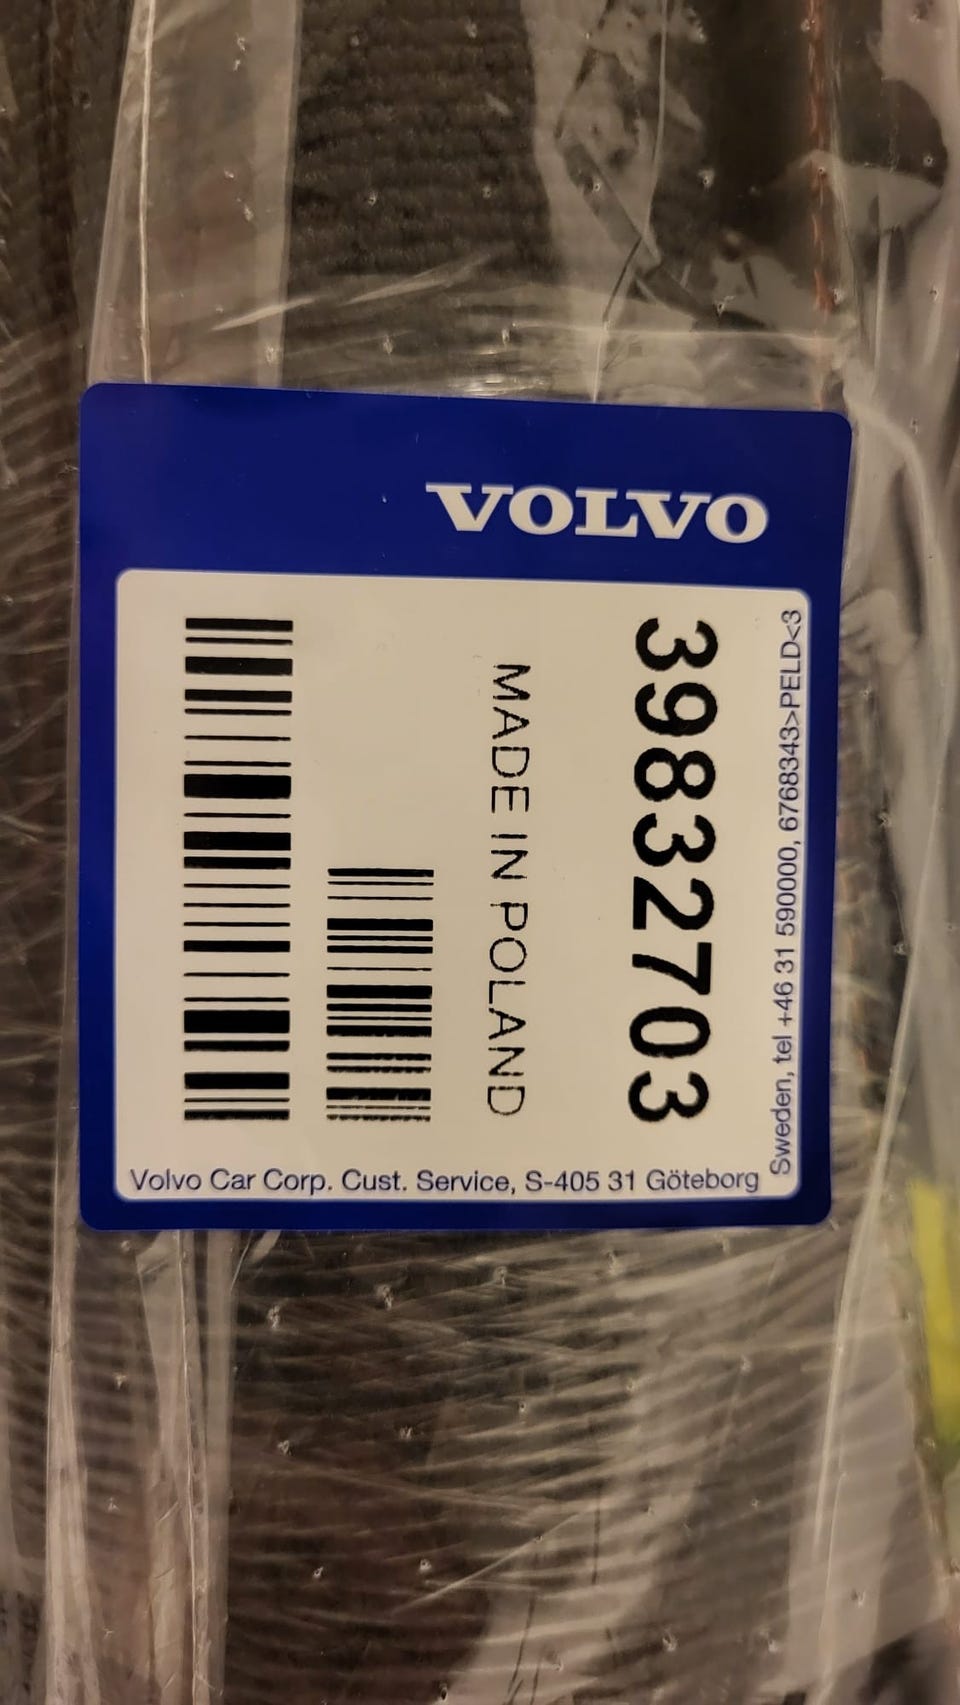 VOLVO
39832703
MADE IN POLAND
Volvo Car Corp. Cust. Service, S-405 31 Göteborg
Sweden, tel +46 31 590000, 6768343>PELD<3